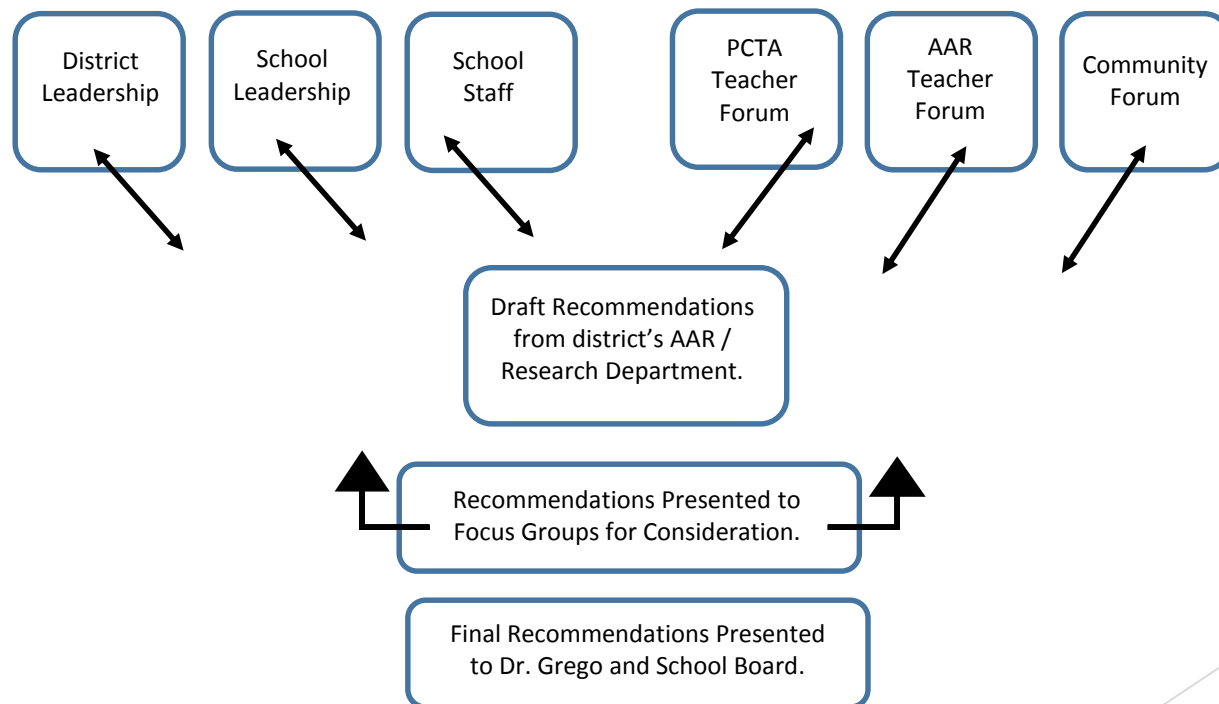 District
Leadership
School
Leadership
School
Staff
PCTA
Teacher
Forum
AAR
Teacher
Forum
Community
Forum
Draft Recommendations
from district’s AAR /
Research Department.
Recommendations Presented to
Focus Groups for Consideration.
Final Recommendations Presented
to Dr. Grego and School Board.